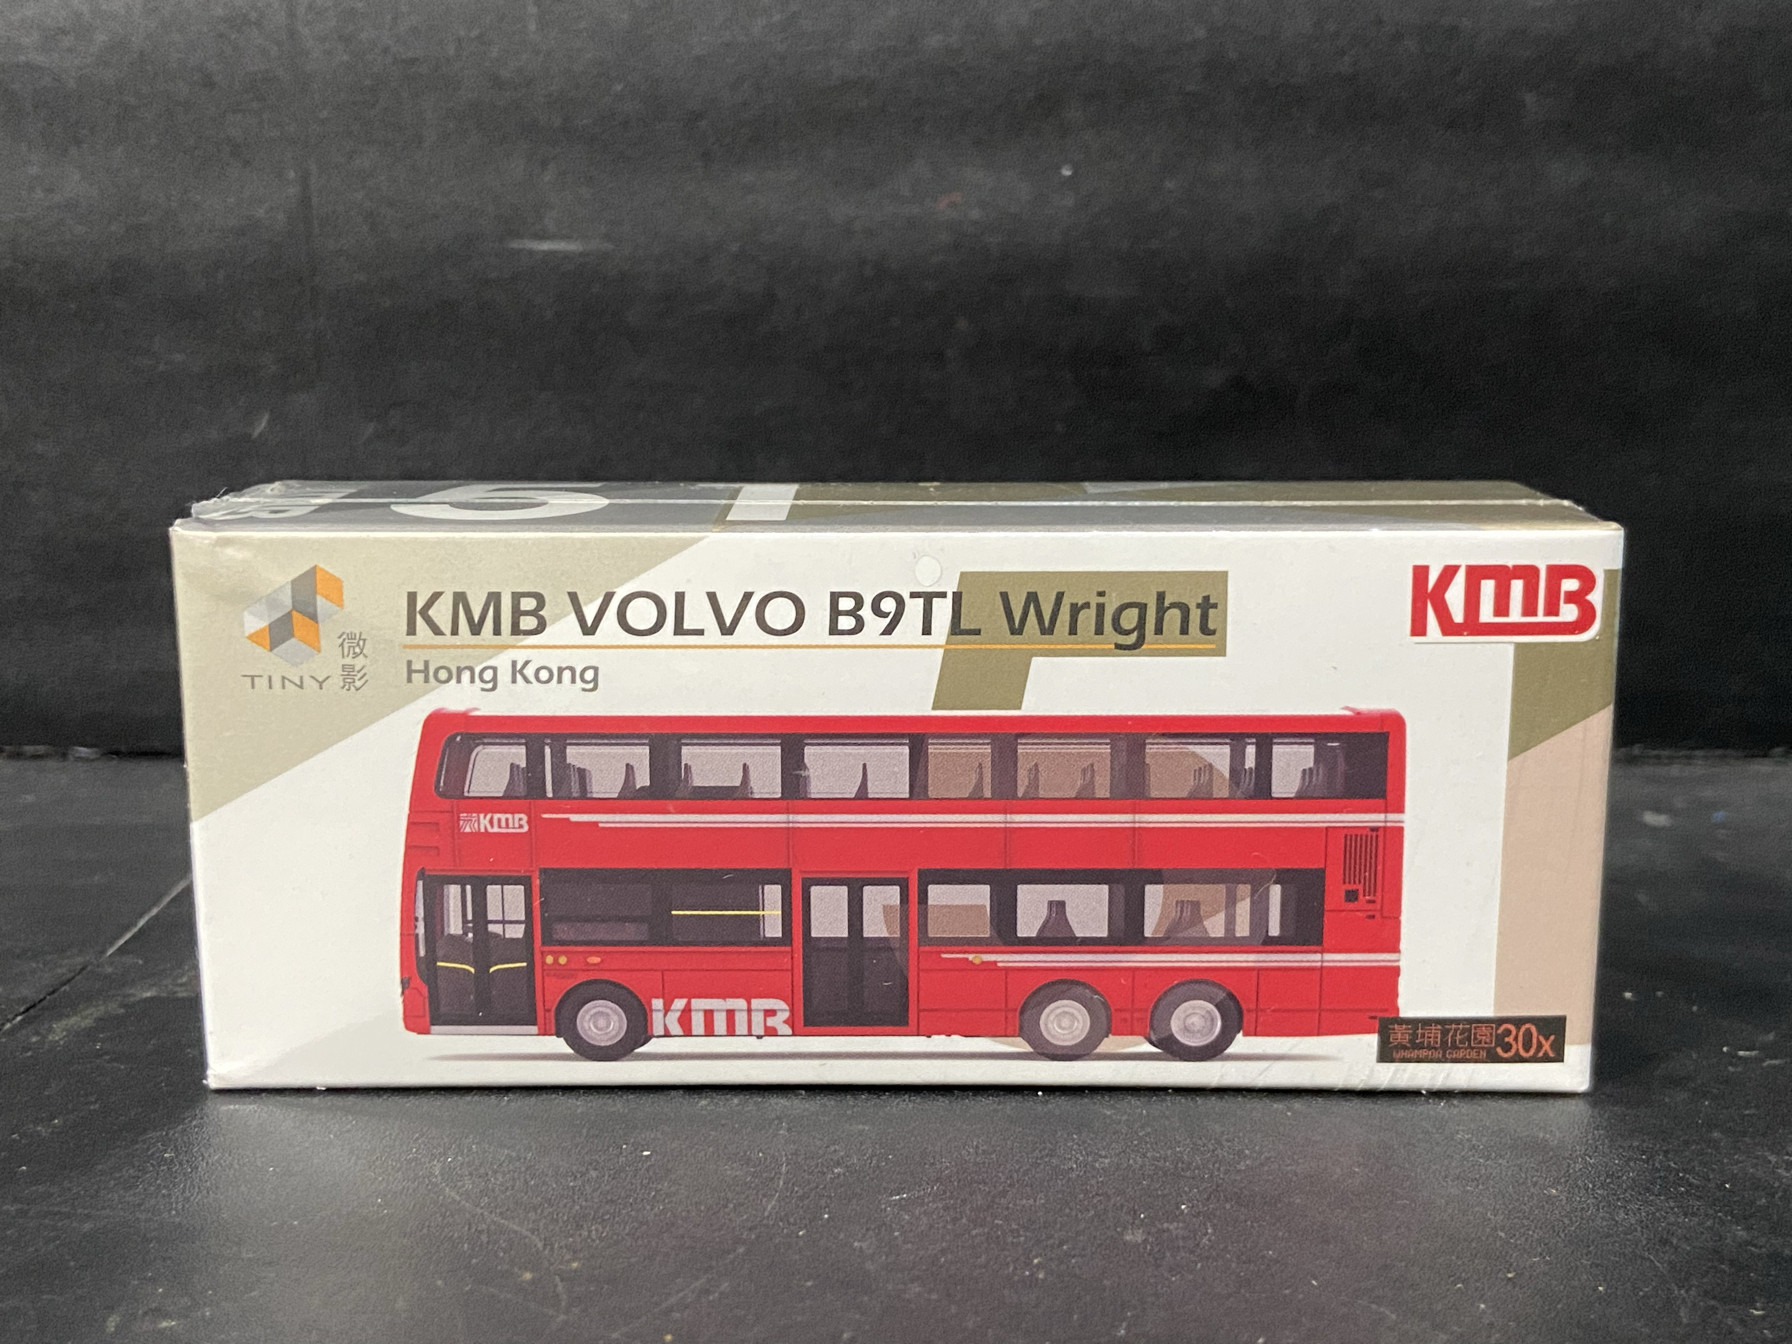 KMB VOLVO B9TL Wright
Hong Kong
TINY 微影
KMB
KMB
KMB
黃埔花園 30x
WHAMPOA GARDEN